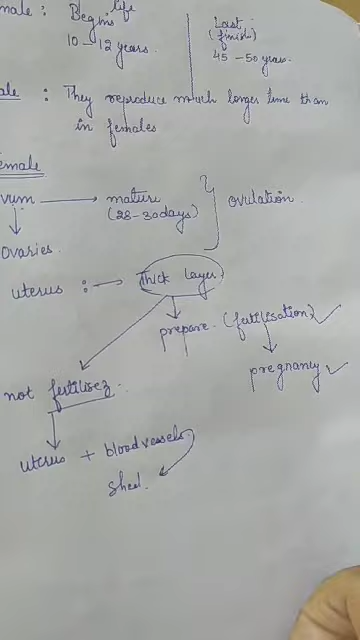 male : Begins life
10 – 12 years.
Last
(finish)
45 – 50 years.
ale : They reproduce much longer time than
in females
emale
vum → mature
(28-30 days)
ovulation.
ovaries.
uterus : → thick layer.
prepare (fertilisation) ✓
pregnancy ✓
not fertilisez.
uterus + blood vessels
Shed.